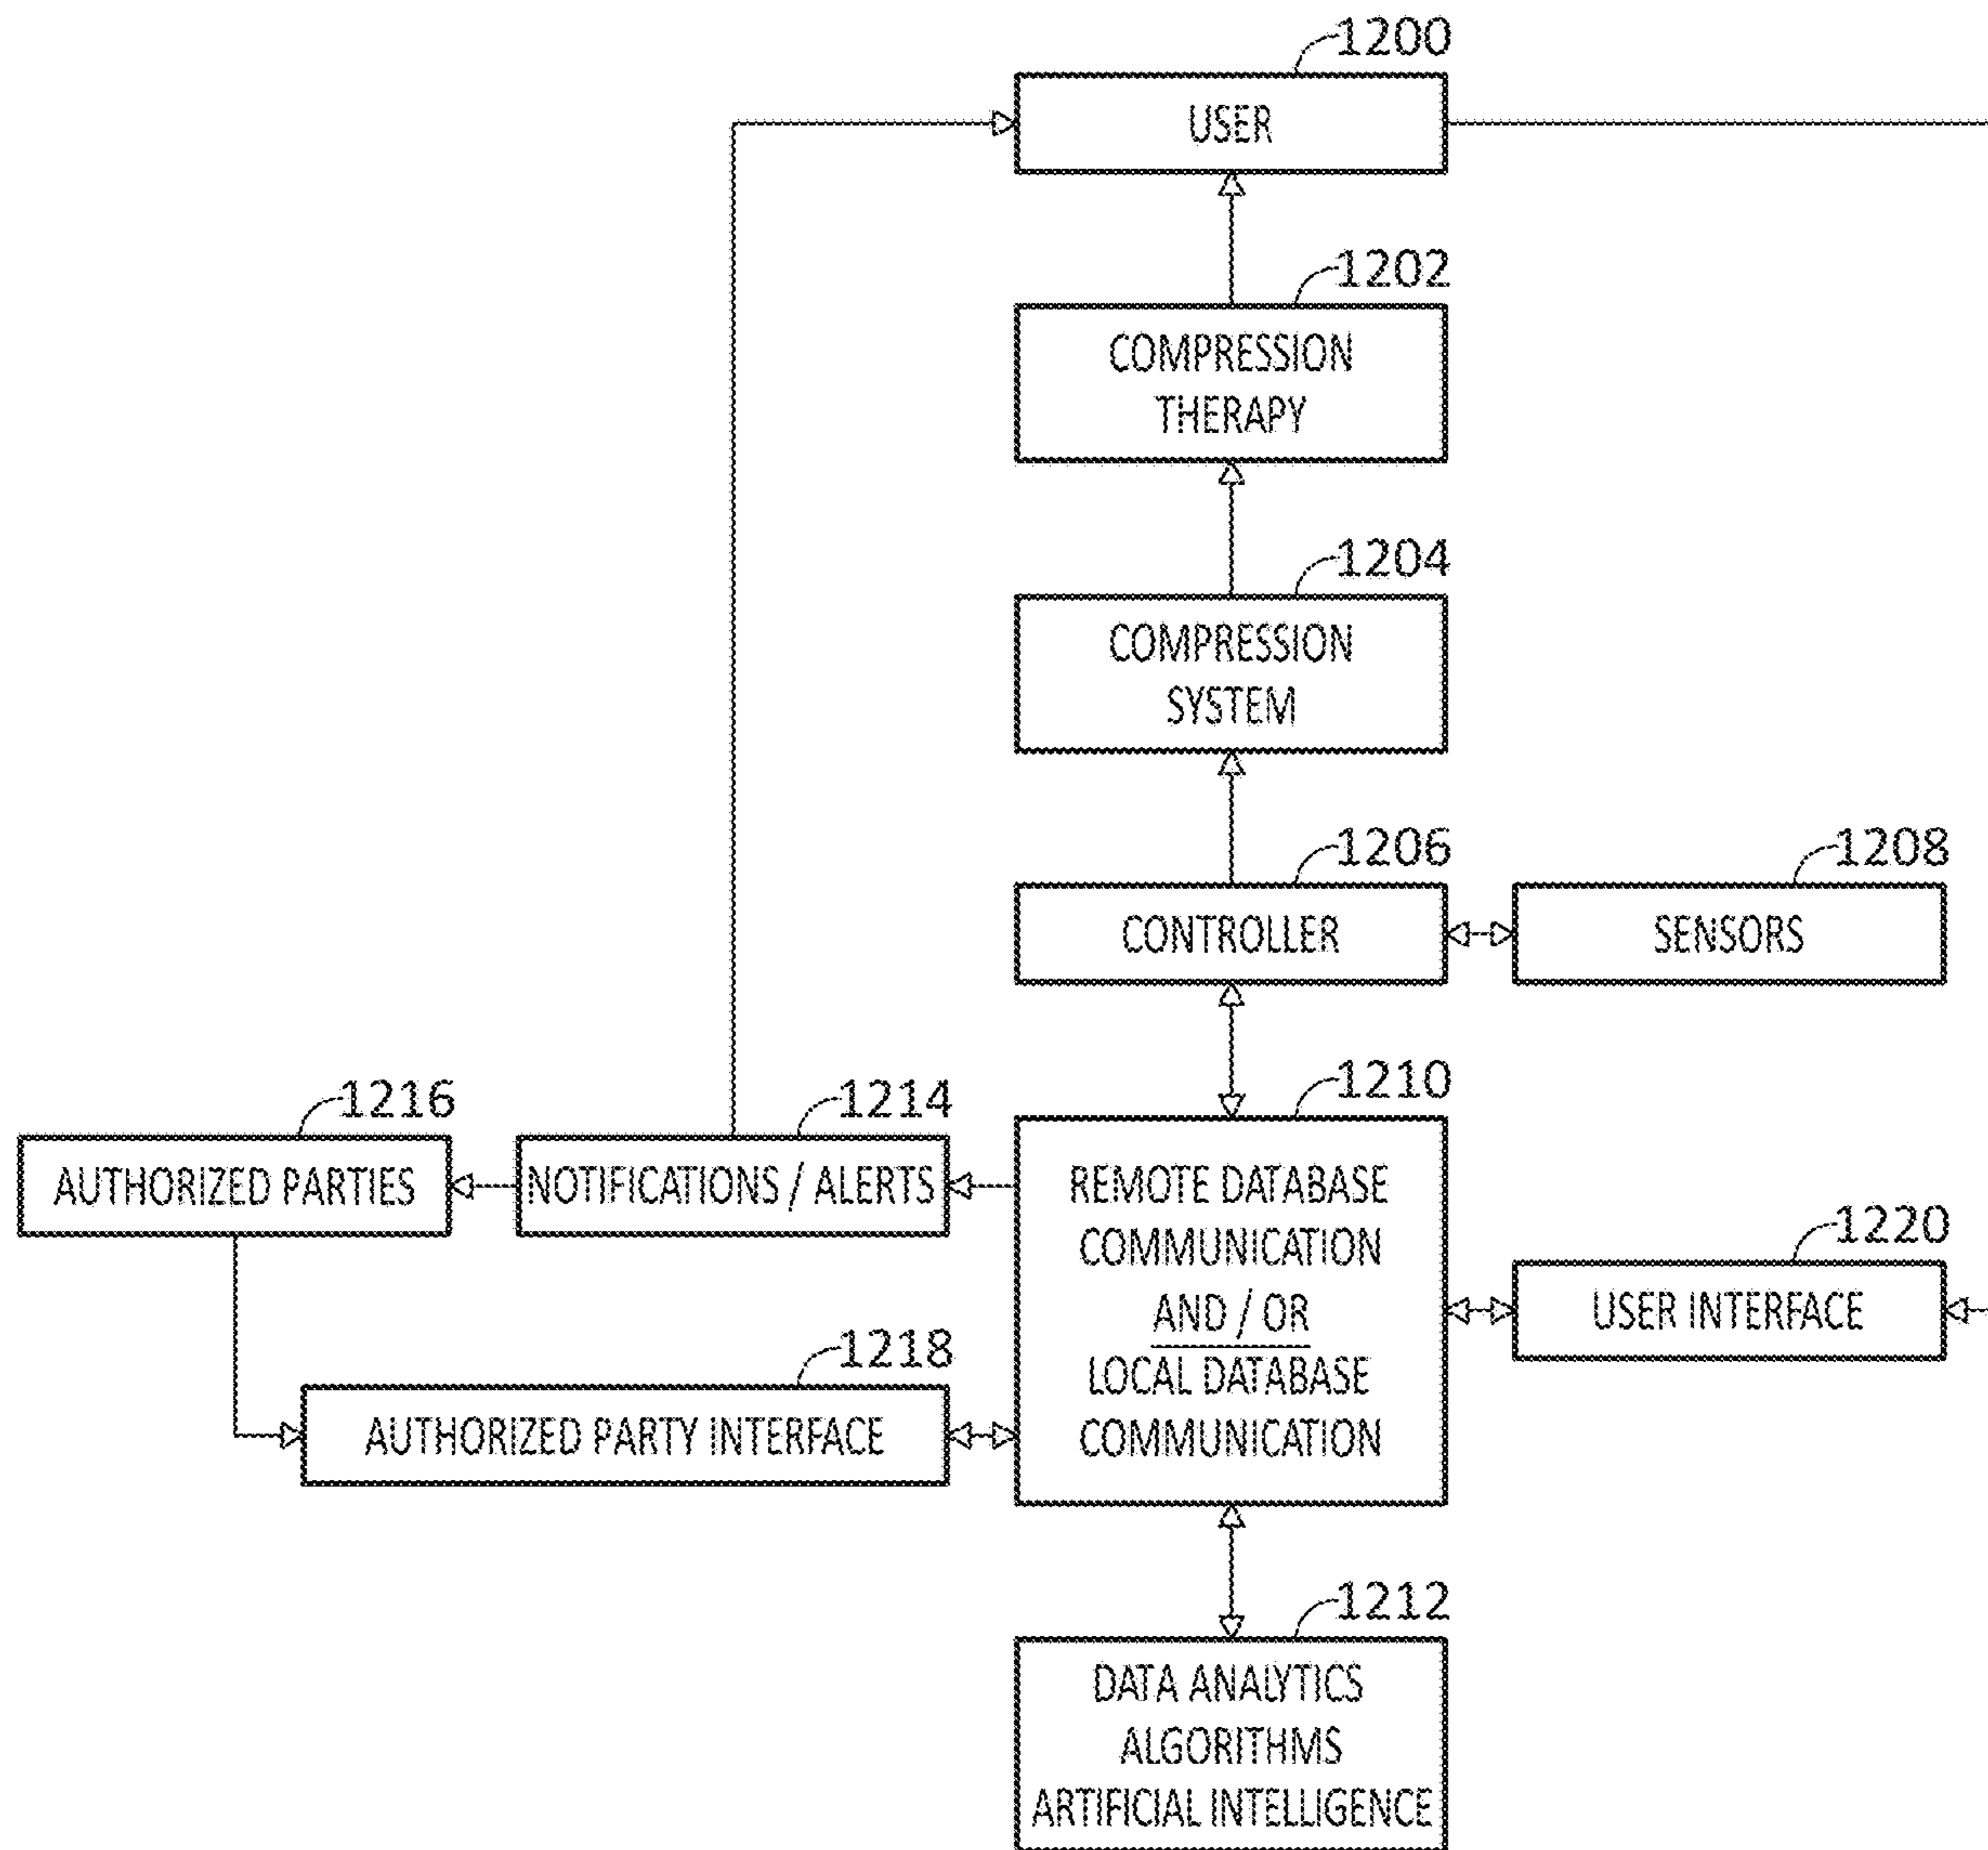 1200
USER
1202
COMPRESSION
THERAPY
1204
COMPRESSION
SYSTEM
1206
CONTROLLER
1208
SENSORS
1210
REMOTE DATABASE
COMMUNICATION
AND / OR
LOCAL DATABASE
COMMUNICATION
1216
AUTHORIZED PARTIES
1214
NOTIFICATIONS / ALERTS
1220
USER INTERFACE
1218
AUTHORIZED PARTY INTERFACE
1212
DATA ANALYTICS
ALGORITHMS
ARTIFICIAL INTELLIGENCE